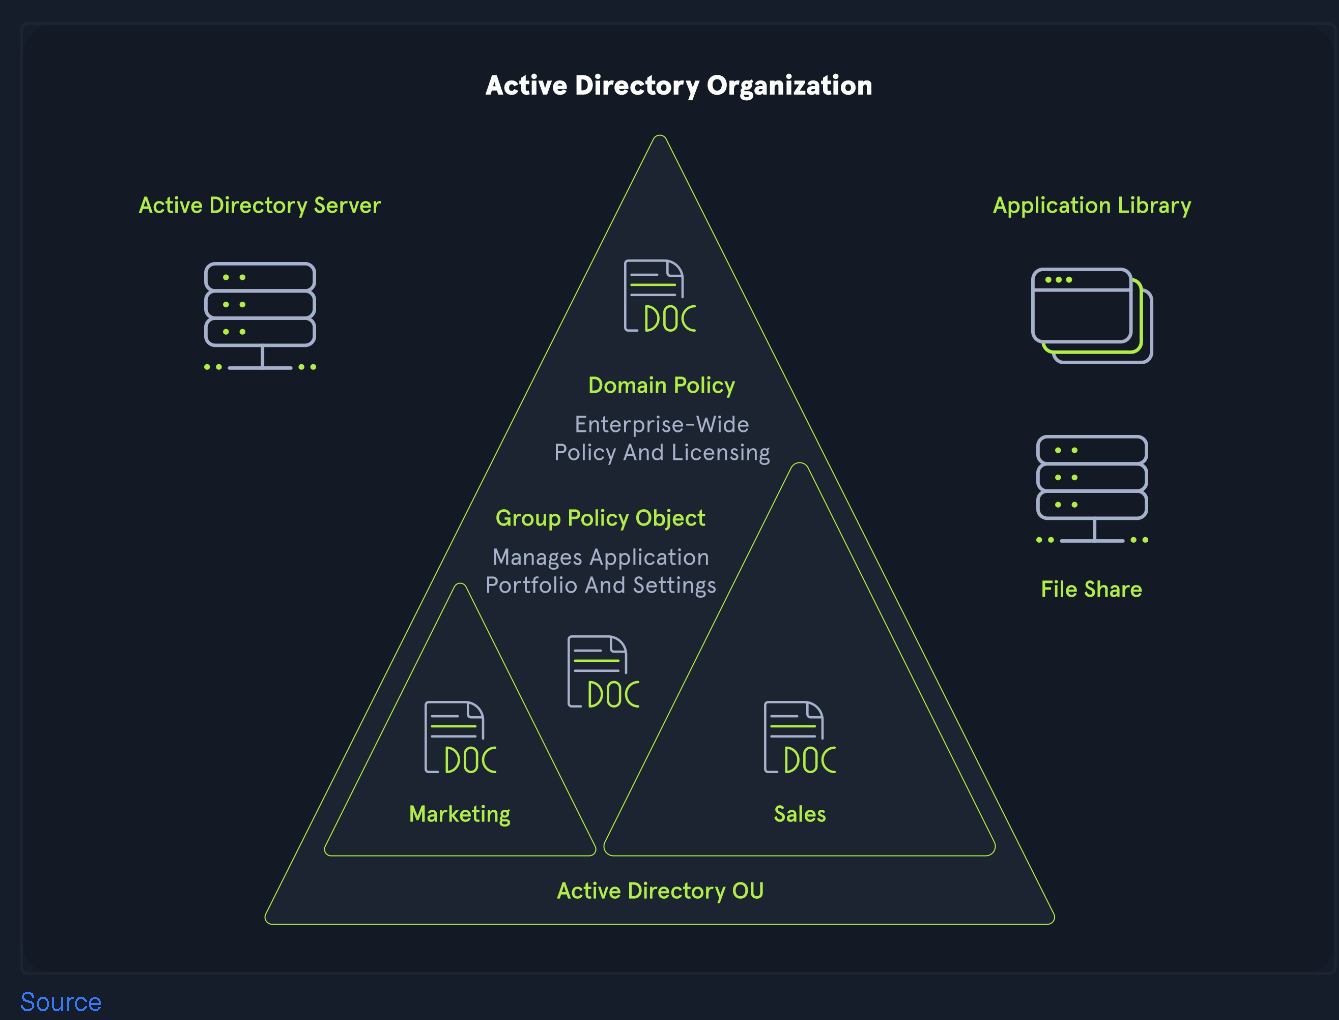 Active Directory Organization
Active Directory Server
Application Library
DOC
Domain Policy
Enterprise-Wide
Policy And Licensing
Group Policy Object
Manages Application
Portfolio And Settings
File Share
DOC
DOC
DOC
Marketing
Sales
Active Directory OU
Source